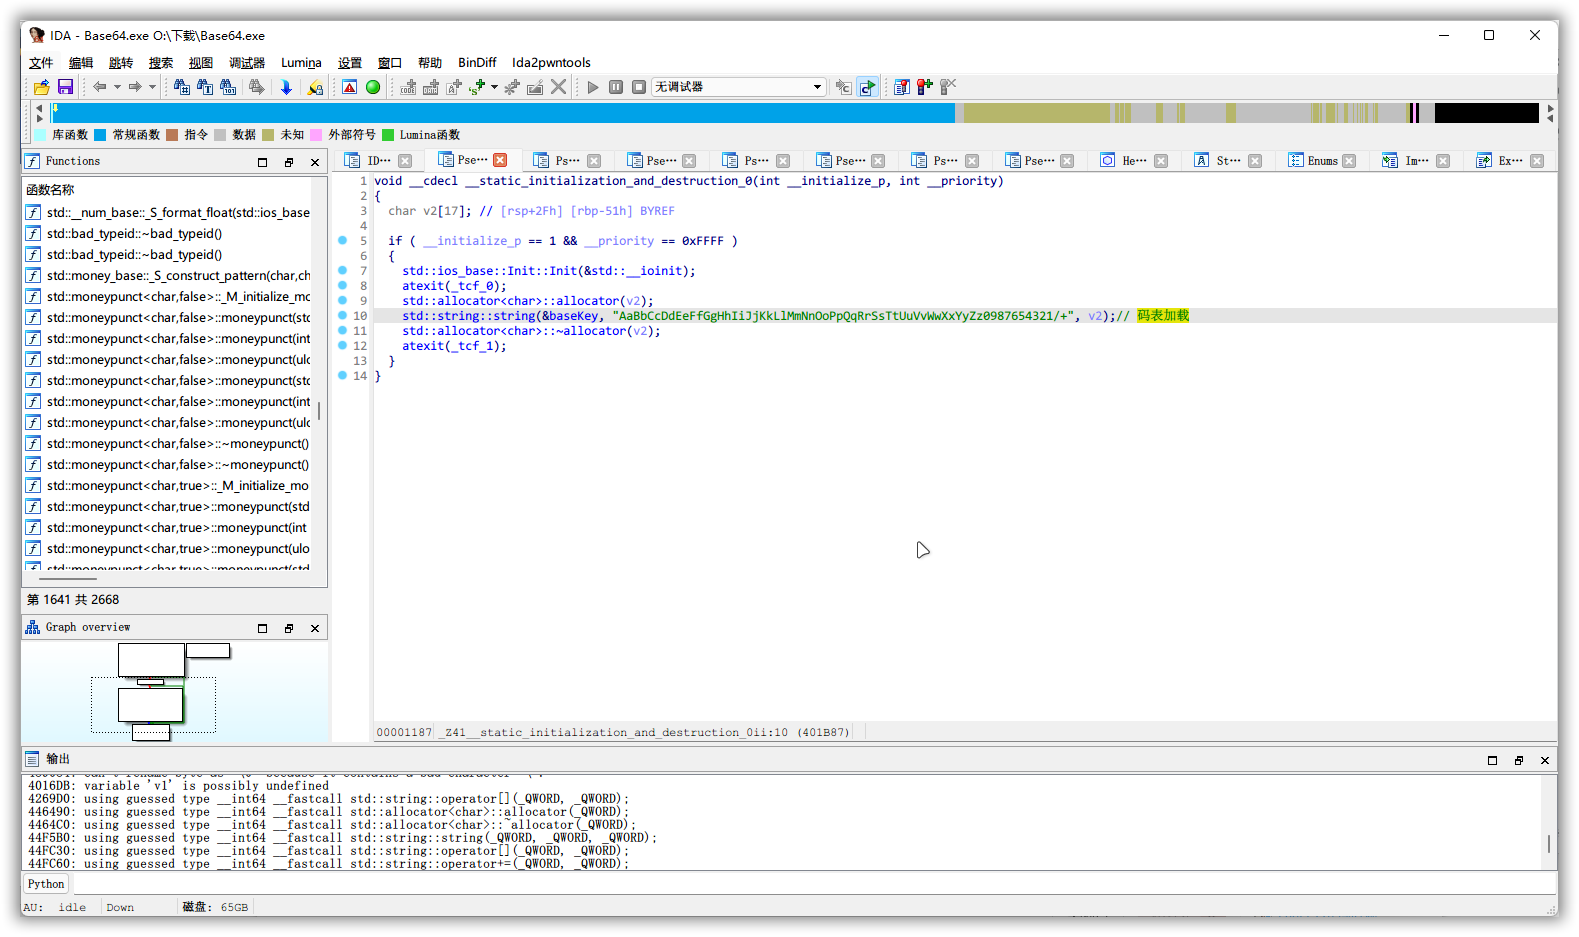 IDA - Base64.exe O:\下载\Base64.exe
文件 编辑 跳转 搜索 视图 调试器 Lumina 设置 窗口 帮助 BinDiff Ida2pwntools
无调试器
库函数 常规函数 指令 数据 未知 外部符号 Lumina函数
Functions
函数名称
std::__num_base::_S_format_float(std::ios_base
std::bad_typeid::~bad_typeid()
std::bad_typeid::~bad_typeid()
std::money_base::_S_construct_pattern(char,ch
std::moneypunct<char,false>::_M_initialize_mo
std::moneypunct<char,false>::moneypunct(std
std::moneypunct<char,false>::moneypunct(int
std::moneypunct<char,false>::moneypunct(ulo
std::moneypunct<char,false>::moneypunct(std
std::moneypunct<char,false>::moneypunct(int
std::moneypunct<char,false>::moneypunct(ulo
std::moneypunct<char,false>::~moneypunct()
std::moneypunct<char,false>::~moneypunct()
std::moneypunct<char,true>::_M_initialize_mo
std::moneypunct<char,true>::moneypunct(std
std::moneypunct<char,true>::moneypunct(int
std::moneypunct<char,true>::moneypunct(ulo
std::moneypunct<char,true>::moneypunct(std
第 1641 共 2668
Graph overview
ID··· Pse··· Ps··· Pse··· Ps··· Pse··· Ps··· Pse··· He··· St··· Enums Im··· Ex···
1 void __cdecl __static_initialization_and_destruction_0(int __initialize_p, int __priority)
2 {
3 char v2[17]; // [rsp+2Fh] [rbp-51h] BYREF
4
5 if ( __initialize_p == 1 && __priority == 0xFFFF )
6 {
7 std::ios_base::Init::Init(&std::__ioinit);
8 atexit(_tcf_0);
9 std::allocator<char>::allocator(v2);
10 std::string::string(&baseKey, "AaBbCcDdEeFfGgHhIiJjKkLlMmNnOoPpQqRrSsTtUuVvWwXxYyZz0987654321/+", v2);// 码表加载
11 std::allocator<char>::~allocator(v2);
12 atexit(_tcf_1);
13 }
14 }
00001187 _Z41__static_initialization_and_destruction_0ii:10 (401B87)
输出
4016DB: variable 'v1' is possibly undefined
4269D0: using guessed type __int64 __fastcall std::string::operator[](_QWORD, _QWORD);
446490: using guessed type __int64 __fastcall std::allocator<char>::allocator(_QWORD);
4464C0: using guessed type __int64 __fastcall std::allocator<char>::~allocator(_QWORD);
44F5B0: using guessed type __int64 __fastcall std::string::string(_QWORD, _QWORD, _QWORD);
44FC30: using guessed type __int64 __fastcall std::string::operator[](_QWORD, _QWORD);
44FC60: using guessed type __int64 __fastcall std::string::operator+=(_QWORD, _QWORD);
Python
AU: idle Down 磁盘: 65GB